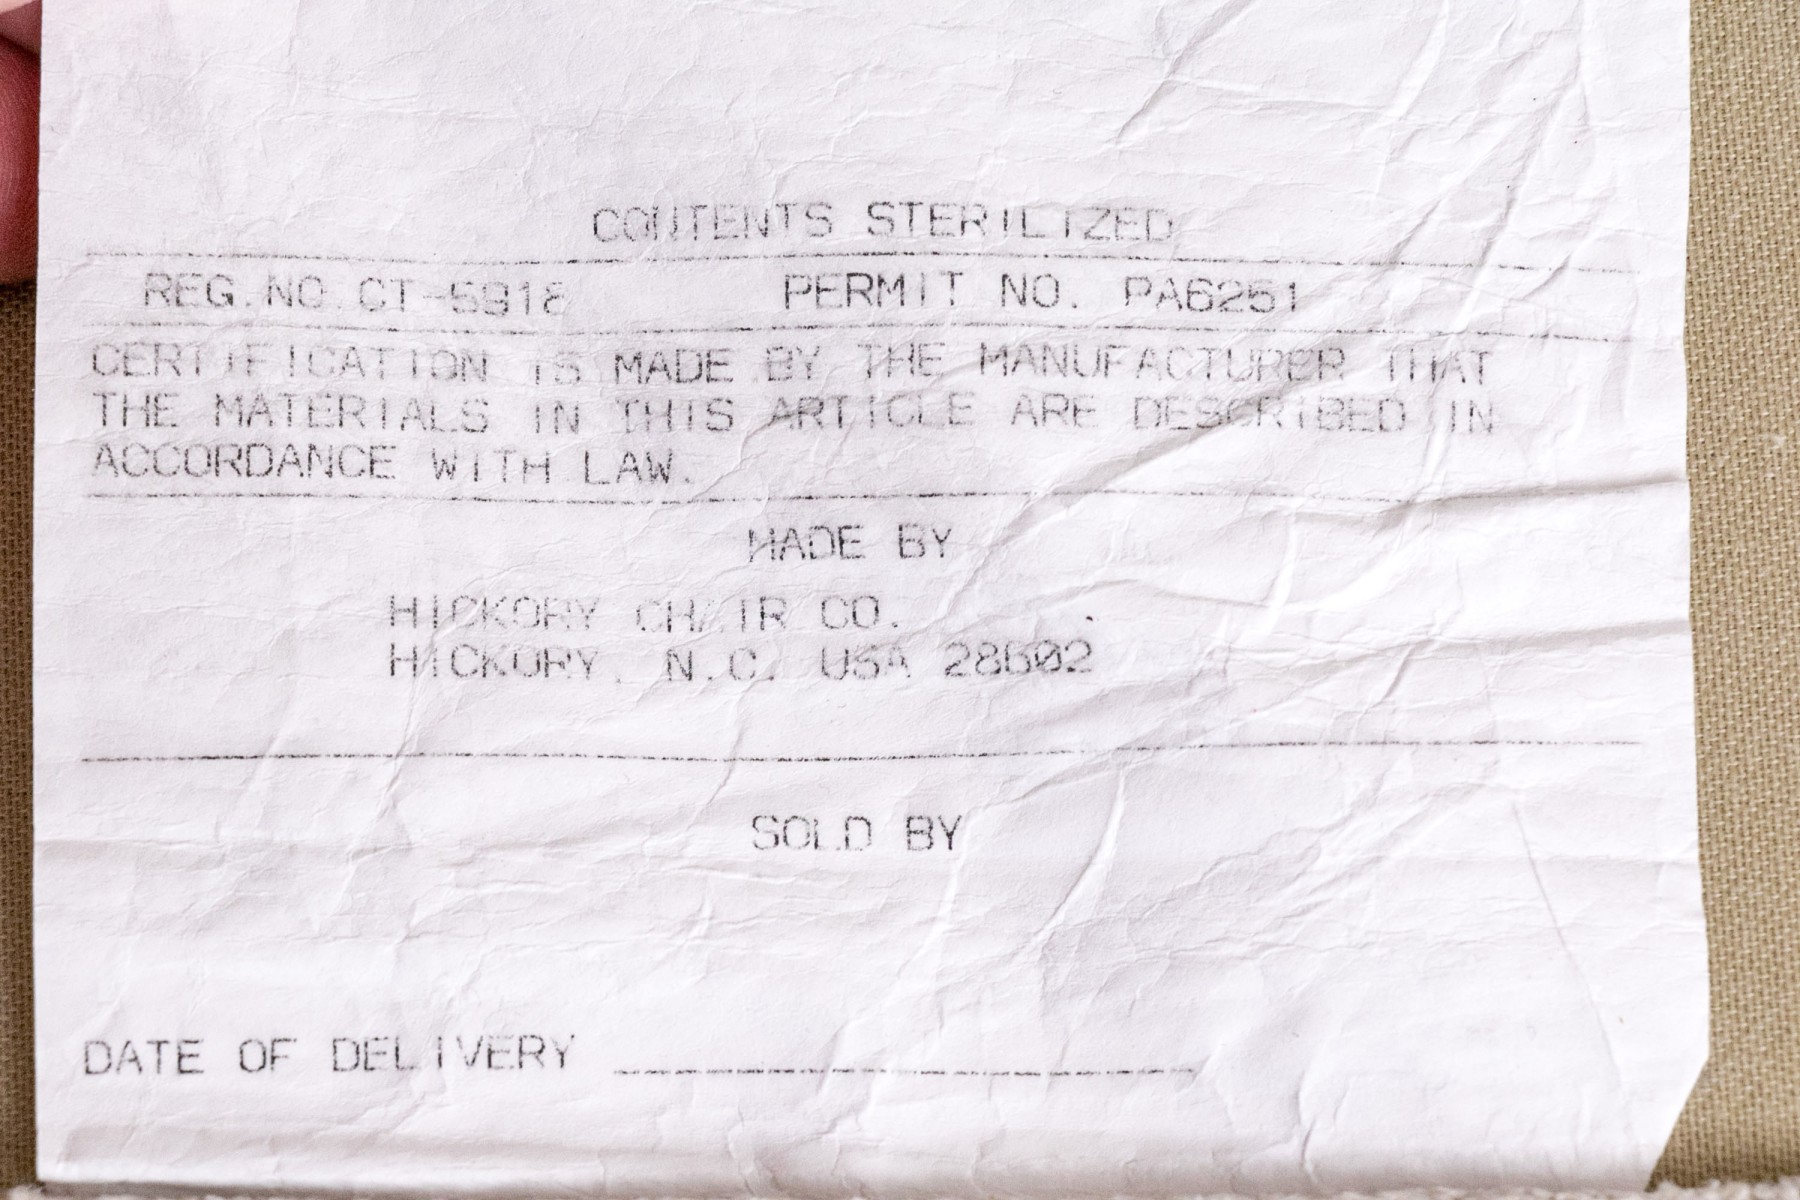 CONTENTS STERILIZED
REG.NO.CT-5918 PERMIT NO. PA6251
CERTIFICATION IS MADE BY THE MANUFACTURER THAT
THE MATERIALS IN THIS ARTICLE ARE DESCRIBED IN
ACCORDANCE WITH LAW.
MADE BY
HICKORY CHAIR CO.
HICKORY, N.C. USA 28602
SOLD BY
DATE OF DELIVERY